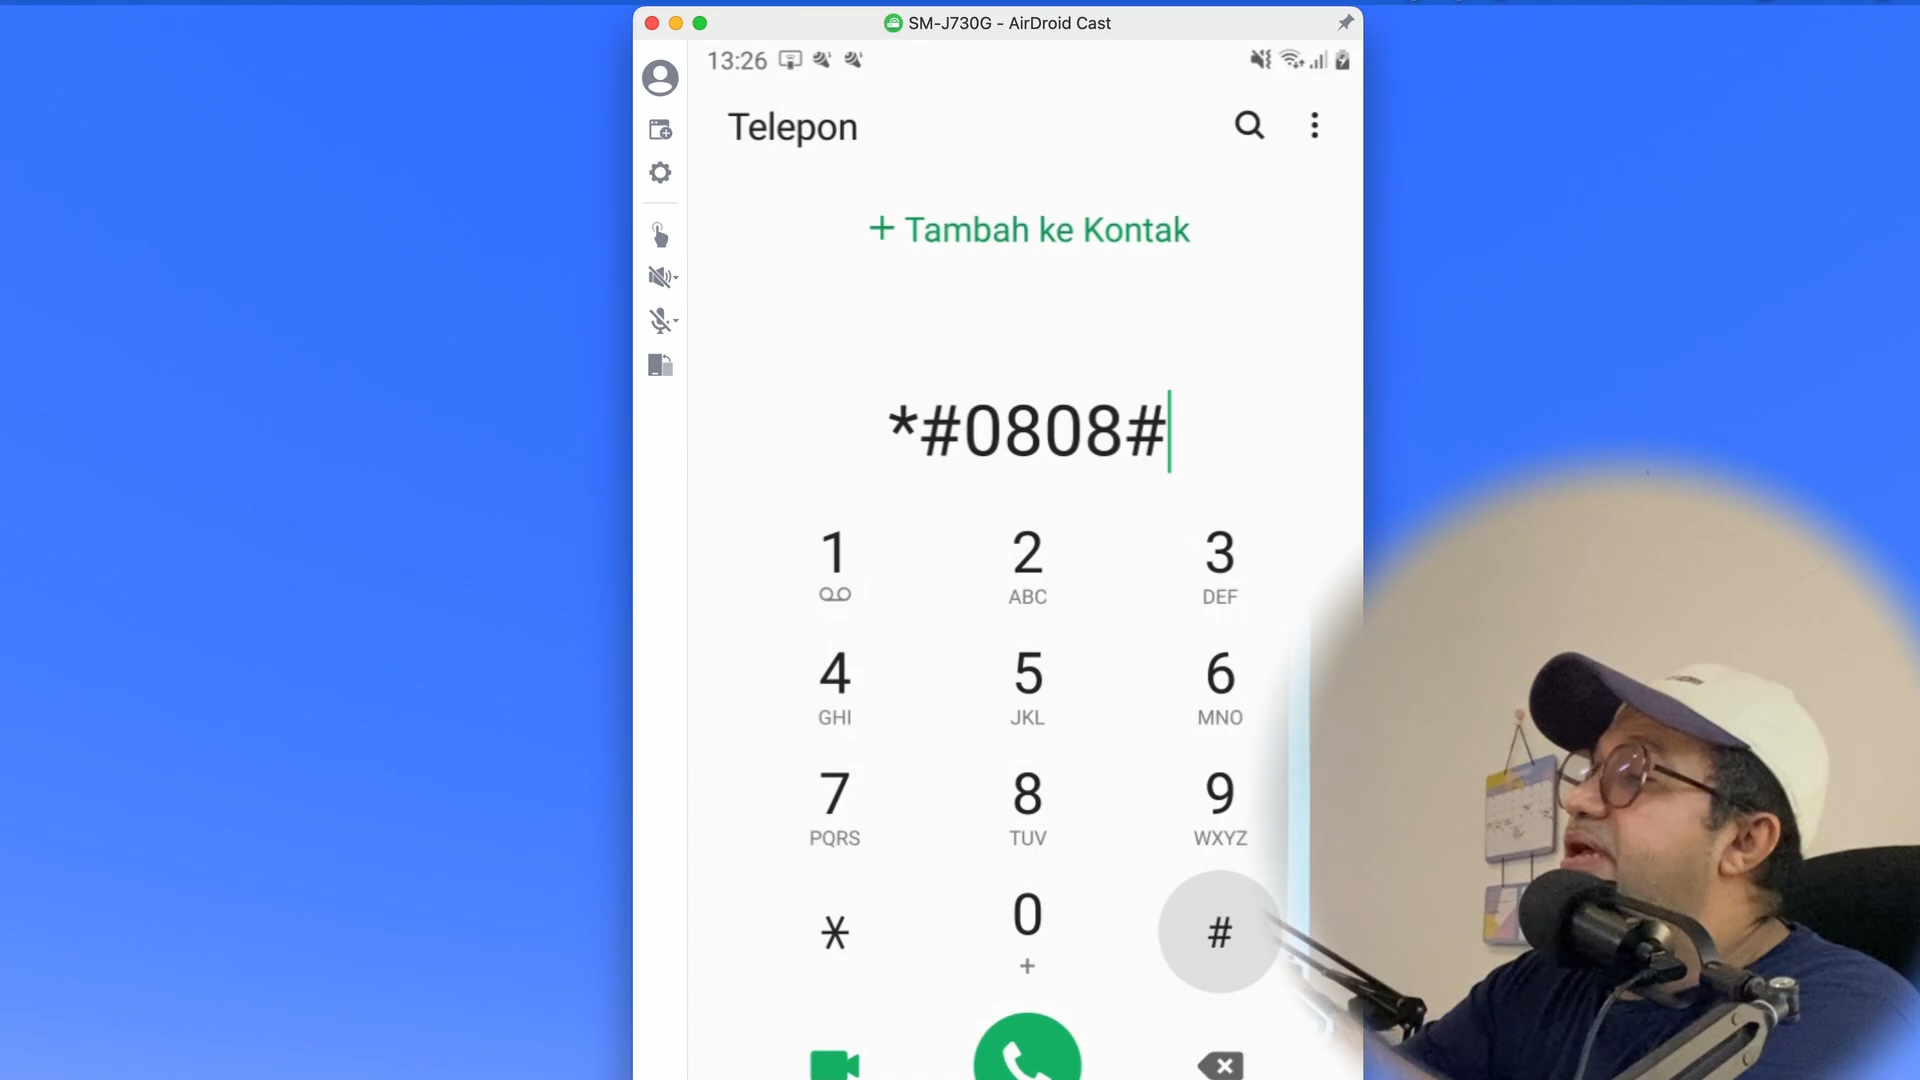 SM-J730G - AirDroid Cast
13:26
Telepon
+ Tambah ke Kontak
*#0808#
1 2 3
ABC DEF
4 5 6
GHI JKL MNO
7 8 9
PQRS TUV WXYZ
* 0 #
+